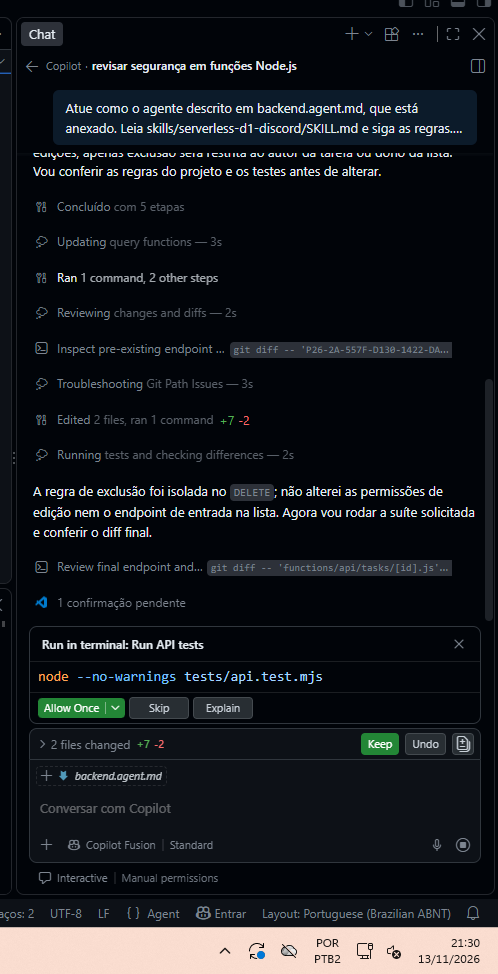 Chat
Copilot · revisar segurança em funções Node.js
Atue como o agente descrito em backend.agent.md, que está
anexado. Leia skills/serverless-d1-discord/SKILL.md e siga as regras....
edições, apenas exclusão será restrita ao autor da tarefa ou dono da lista.
Vou conferir as regras do projeto e os testes antes de alterar.
Concluído com 5 etapas
Updating query functions — 3s
Ran 1 command, 2 other steps
Reviewing changes and diffs — 2s
Inspect pre-existing endpoint ... git diff -- 'P26-2A-557F-D130-1422-DA...
Troubleshooting Git Path Issues — 3s
Edited 2 files, ran 1 command +7 -2
Running tests and checking differences — 2s
A regra de exclusão foi isolada no DELETE; não alterei as permissões de
edição nem o endpoint de entrada na lista. Agora vou rodar a suíte solicitada
e conferir o diff final.
Review final endpoint and... git diff -- 'functions/api/tasks/[id].js'...
1 confirmação pendente
Run in terminal: Run API tests
node --no-warnings tests/api.test.mjs
Allow Once Skip Explain
2 files changed +7 -2 Keep Undo
backend.agent.md
Conversar com Copilot
Copilot Fusion Standard
Interactive Manual permissions
aços: 2 UTF-8 LF { } Agent Entrar Layout: Portuguese (Brazilian ABNT)
POR 21:30
PTB2 13/11/2026